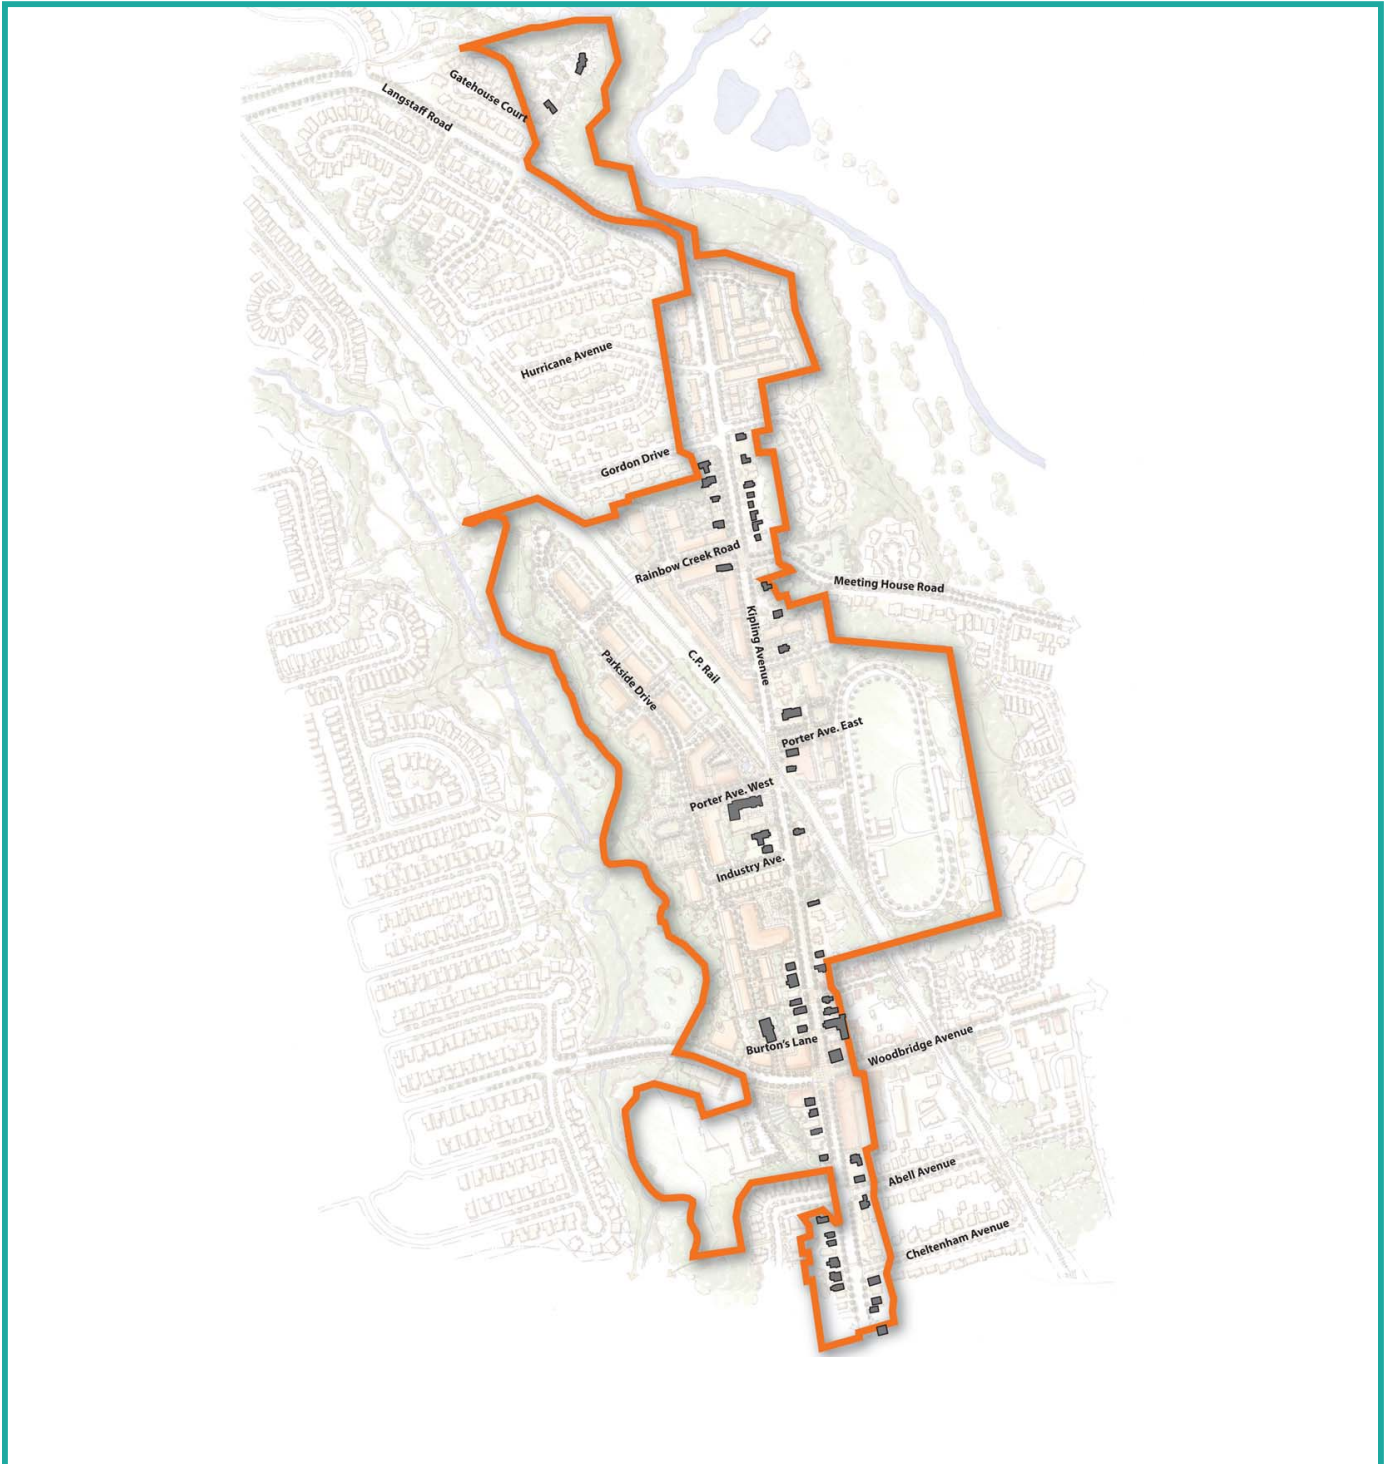 Gatehouse Court
Langstaff Road
Hurricane Avenue
Gordon Drive
Rainbow Creek Road
Meeting House Road
Kipling Avenue
C.P. Rail
Parkside Drive
Porter Ave. East
Porter Ave. West
Industry Ave.
Burton's Lane
Woodbridge Avenue
Abell Avenue
Cheltenham Avenue